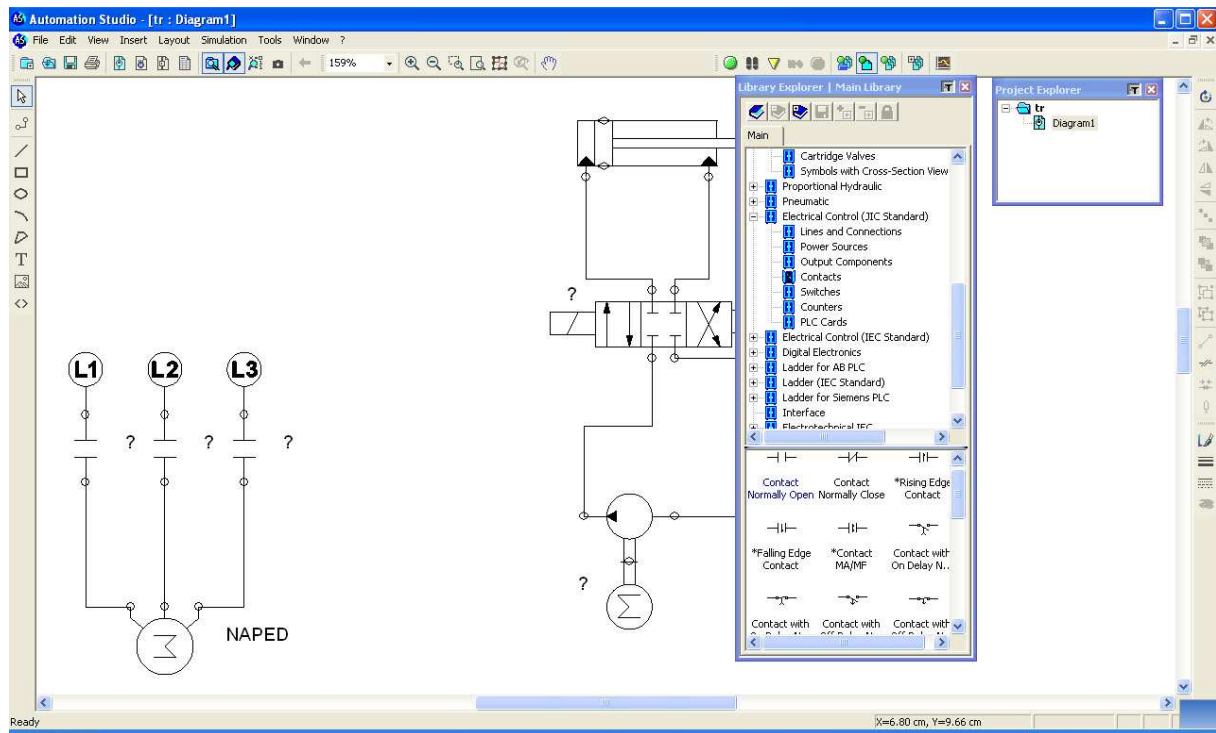 Automation Studio - [tr : Diagram1]
File Edit View Insert Layout Simulation Tools Window ?
159%
Library Explorer | Main Library
Main
Cartridge Valves
Symbols with Cross-Section View
Proportional Hydraulic
Pneumatic
Electrical Control (JIC Standard)
Lines and Connections
Power Sources
Output Components
Contacts
Switches
Counters
PLC Cards
Electrical Control (IEC Standard)
Digital Electronics
Ladder for AB PLC
Ladder (IEC Standard)
Ladder for Siemens PLC
Interface
Electrotechnical IEC
Contact
Normally Open
Contact
Normally Close
*Rising Edge
Contact
*Falling Edge
Contact
*Contact
MA/MF
Contact with
On Delay N..
Contact with
Contact with
Contact with
Project Explorer
tr
Diagram1
?
L1 L2 L3
? ? ?
?
NAPED
Ready
X=6.80 cm, Y=9.66 cm